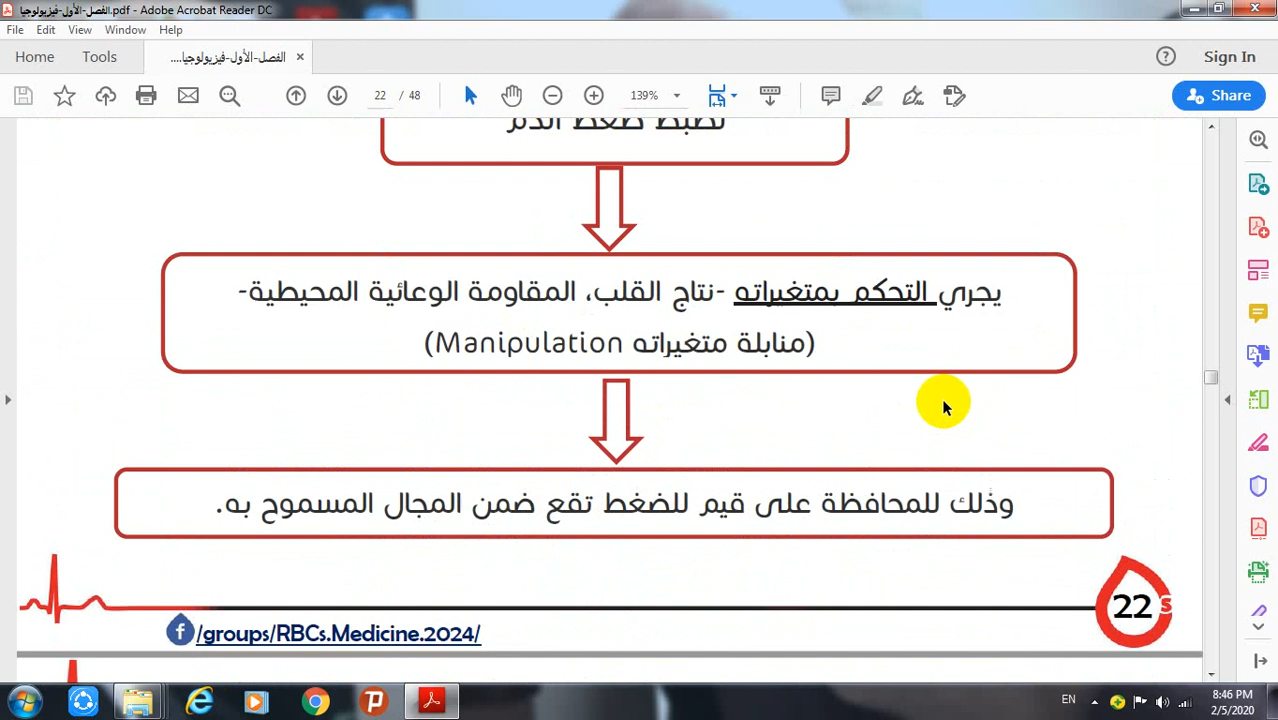 الفصل-الأول-فيزيولوجيا.pdf - Adobe Acrobat Reader DC
File Edit View Window Help
Home Tools الفصل-الأول-فيزيولوجيا.... × Sign In
22 / 48 139% Share
لضبط ضغط الدم
يجري التحكم بمتغيراته -نتاج القلب، المقاومة الوعائية المحيطية-
(منابلة متغيراته Manipulation)
وذلك للمحافظة على قيم للضغط تقع ضمن المجال المسموح به.
22 s
f /groups/RBCs.Medicine.2024/
EN 8:46 PM
2/5/2020